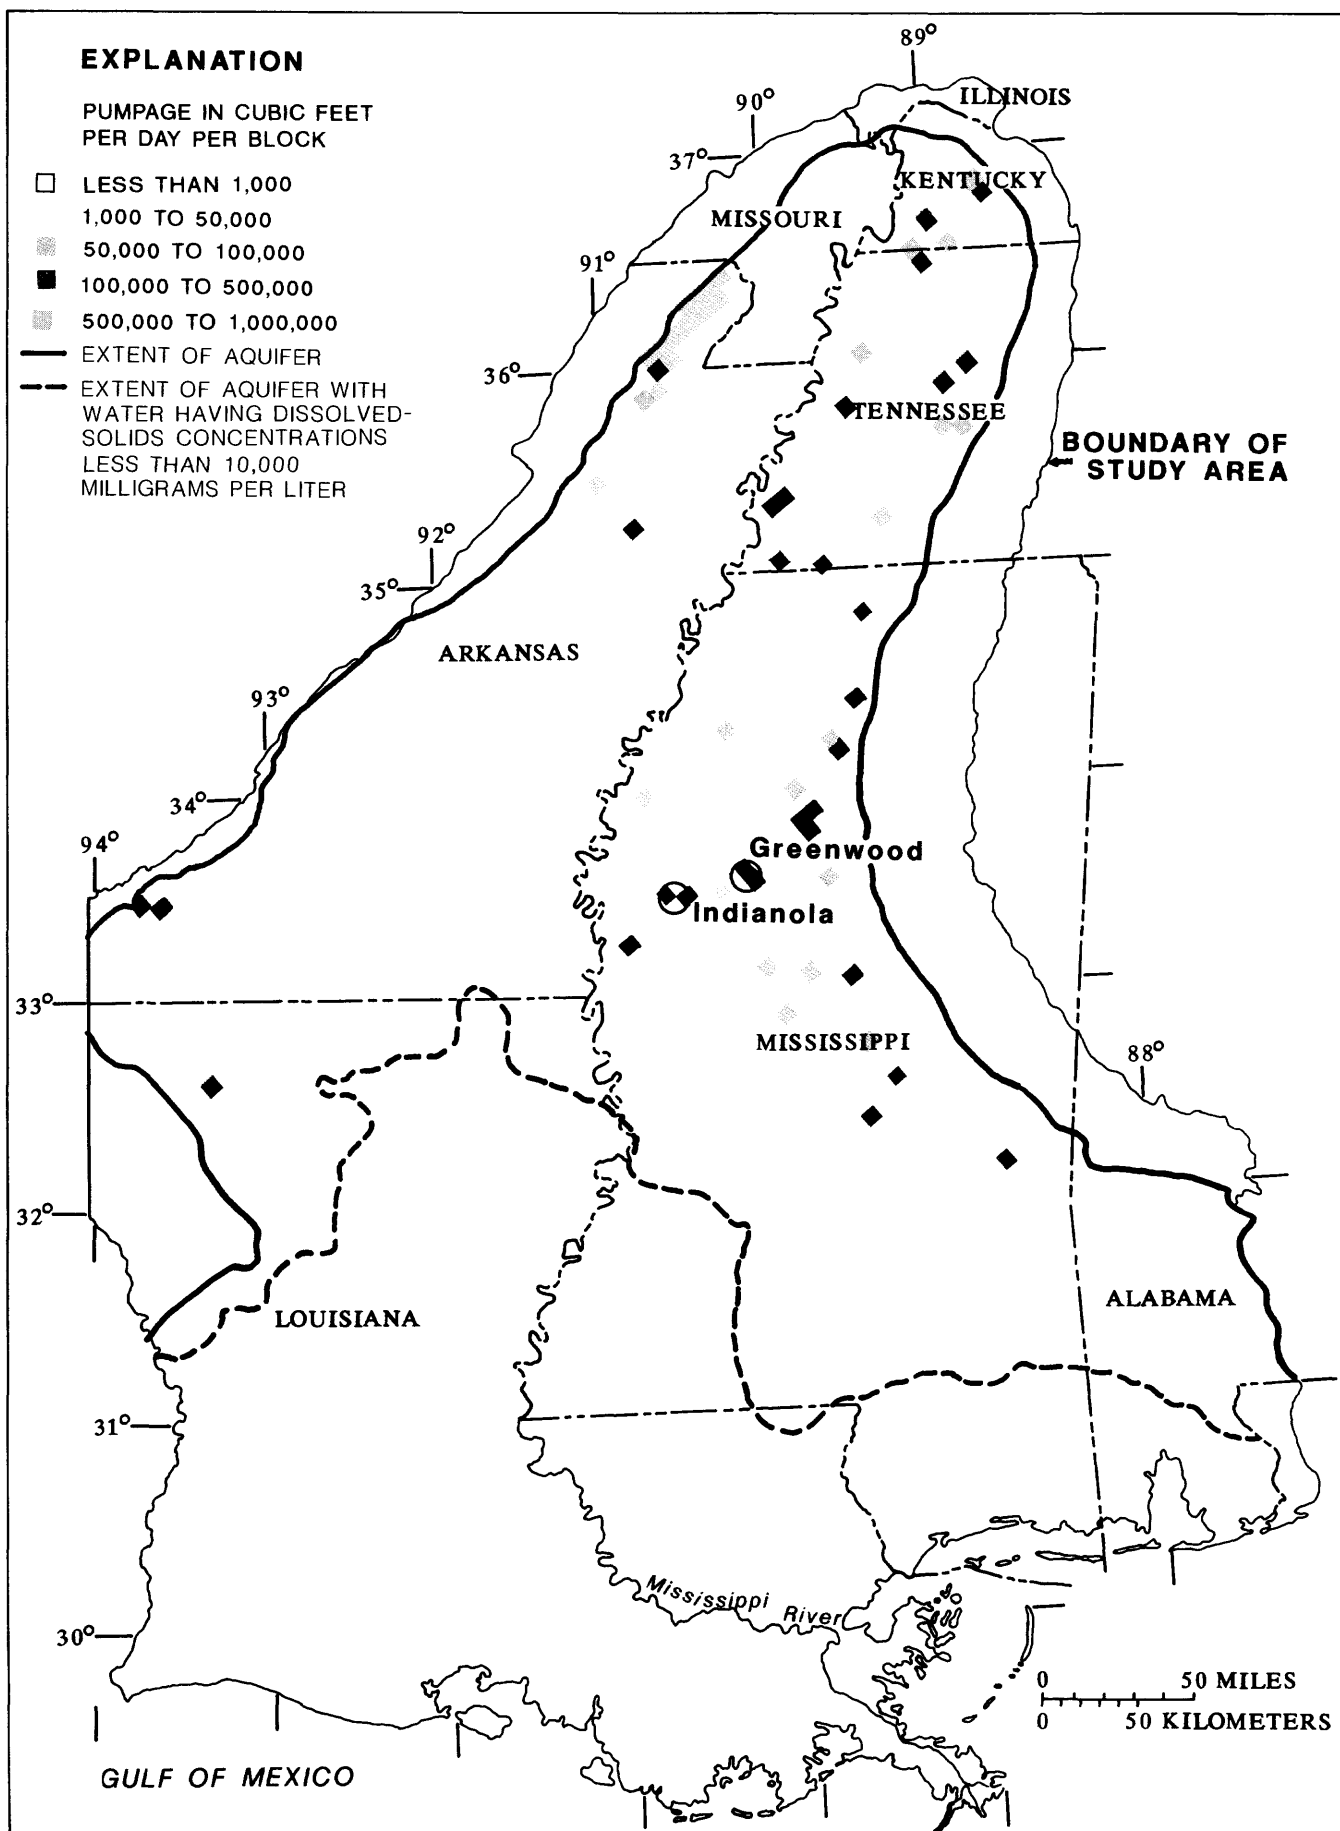 EXPLANATION
PUMPAGE IN CUBIC FEET
PER DAY PER BLOCK
LESS THAN 1,000
1,000 TO 50,000
50,000 TO 100,000
100,000 TO 500,000
500,000 TO 1,000,000
EXTENT OF AQUIFER
EXTENT OF AQUIFER WITH
WATER HAVING DISSOLVED-
SOLIDS CONCENTRATIONS
LESS THAN 10,000
MILLIGRAMS PER LITER
89°
ILLINOIS
90°
37°
KENTUCKY
MISSOURI
91°
36°
TENNESSEE
BOUNDARY OF
STUDY AREA
92°
35°
ARKANSAS
93°
34°
94°
Greenwood
Indianola
33°
MISSISSIPPI
88°
32°
ALABAMA
LOUISIANA
31°
Mississippi River
30°
0 50 MILES
0 50 KILOMETERS
GULF OF MEXICO